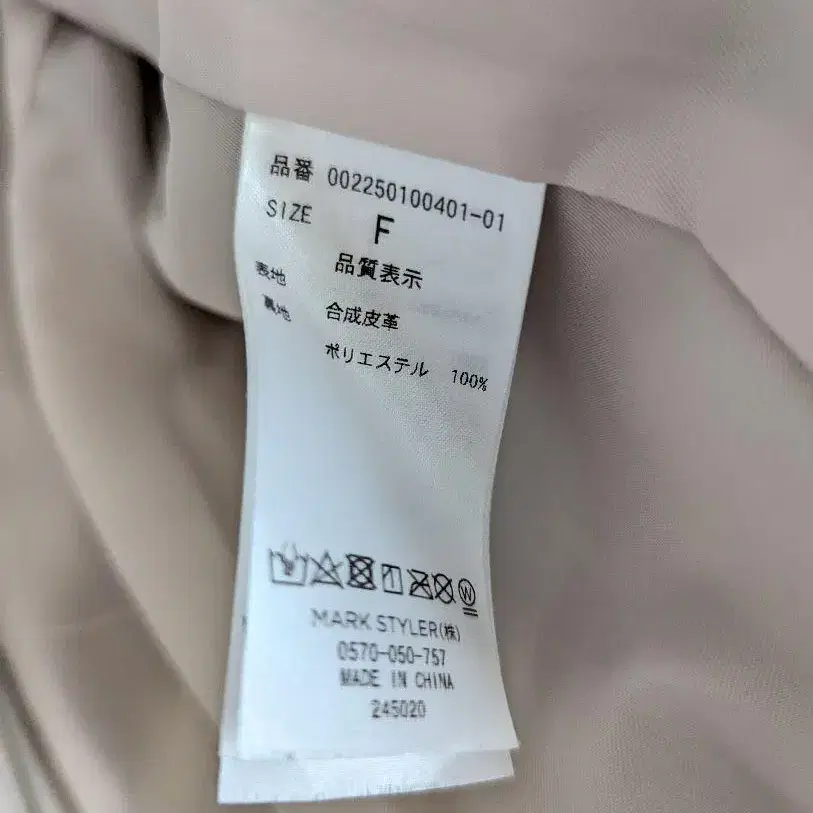 品番 002250100401-01
SIZE F
品質表示
表地 合成皮革
裏地 ポリエステル 100%
W
MARK STYLER(株)
0570-050-757
MADE IN CHINA
245020